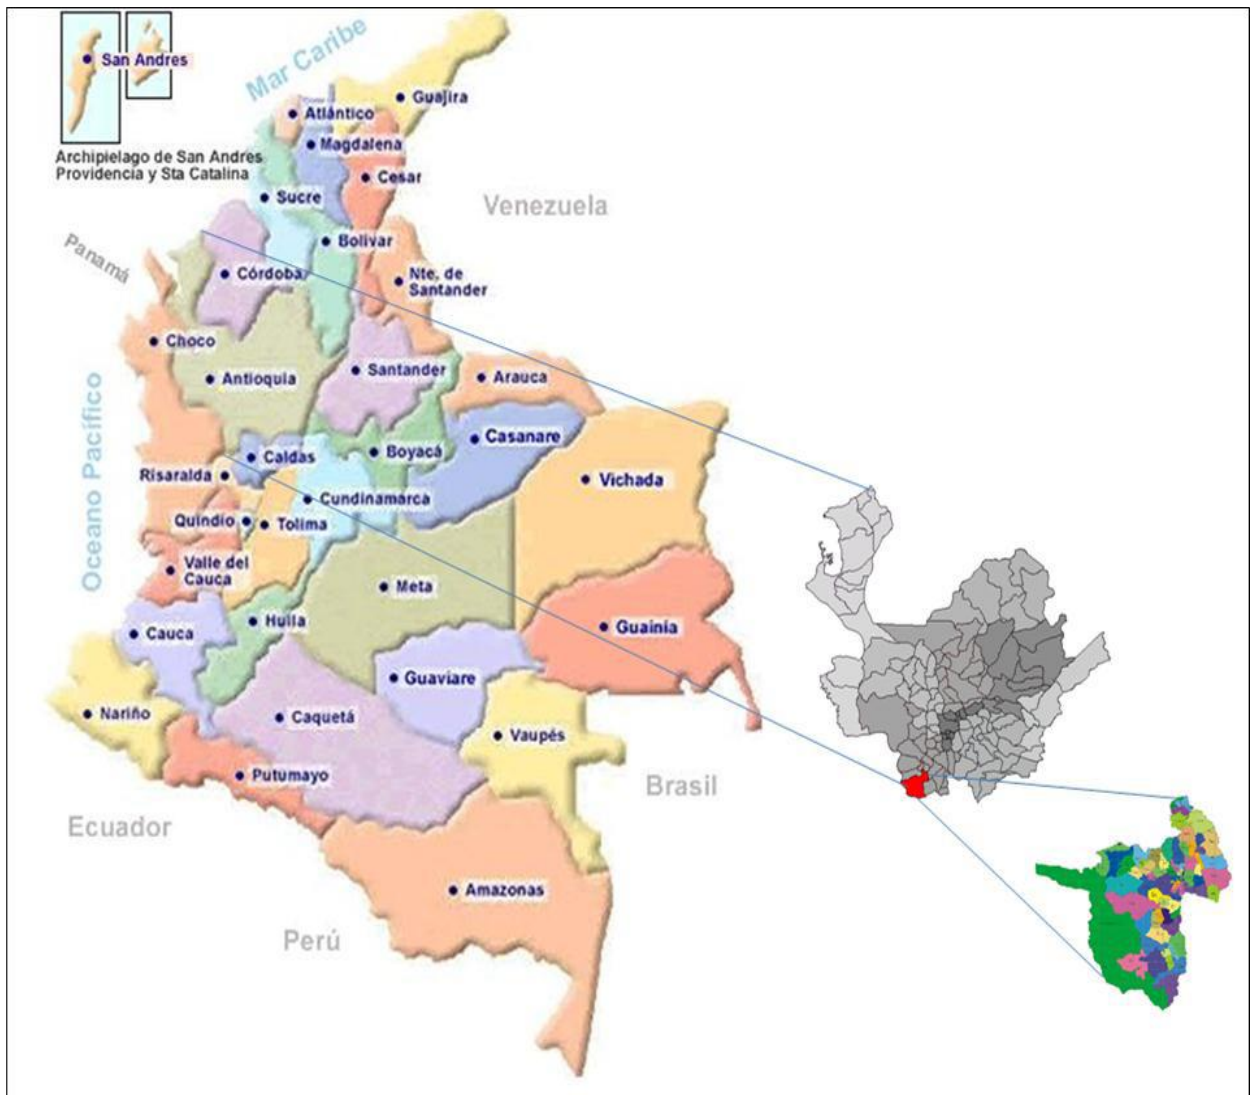 San Andres
Mar Caribe
Guajira
Atlántico
Magdalena
Archipielago de San Andres
Providencia y Sta Catalina
Cesar
Sucre
Venezuela
Bolivar
Panamá
Córdoba
Nte. de
Santander
Choco
Santander
Antioquia
Arauca
Oceano Pacífico
Casanare
Boyacá
Caldas
Risaralda
Vichada
Cundinamarca
Quindio
Tolima
Valle del
Cauca
Meta
Huila
Cauca
Guainía
Guaviare
Nariño
Caquetá
Vaupés
Putumayo
Brasil
Ecuador
Amazonas
Perú